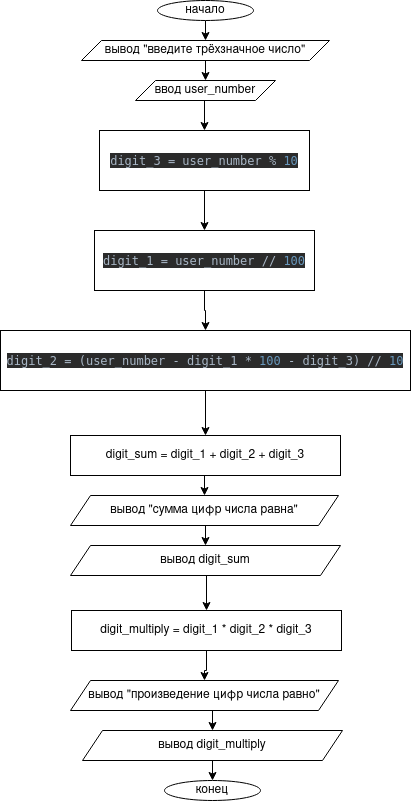 начало
вывод "введите трёхзначное число"
ввод user_number
digit_3 = user_number % 10
digit_1 = user_number // 100
digit_2 = (user_number - digit_1 * 100 - digit_3) // 10
digit_sum = digit_1 + digit_2 + digit_3
вывод "сумма цифр числа равна"
вывод digit_sum
digit_multiply = digit_1 * digit_2 * digit_3
вывод "произведение цифр числа равно"
вывод digit_multiply
конец